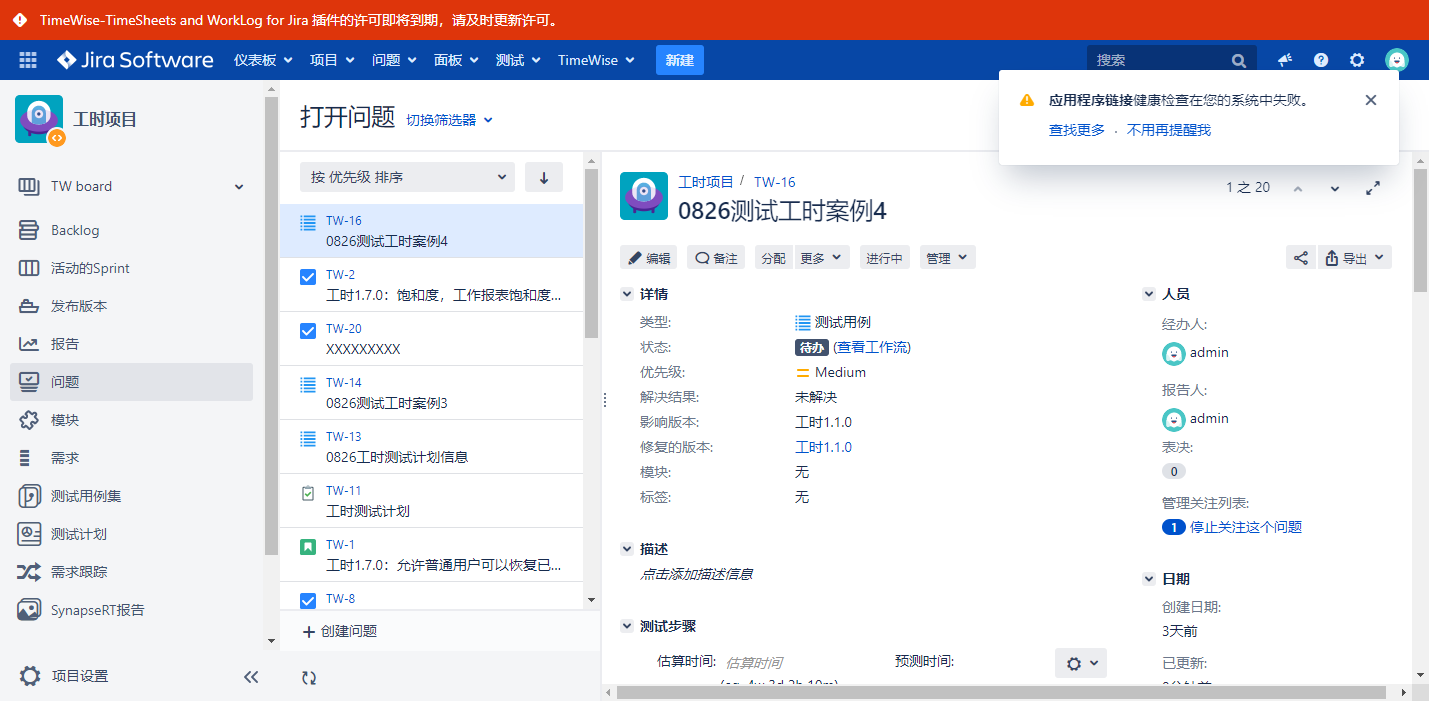 TimeWise-TimeSheets and WorkLog for Jira 插件的许可即将到期，请及时更新许可。
Jira Software 仪表板 项目 问题 面板 测试 TimeWise 新建 搜索
应用程序链接健康检查在您的系统中失败。
查找更多 · 不用再提醒我
工时项目
TW board
Backlog
活动的Sprint
发布版本
报告
问题
模块
需求
测试用例集
测试计划
需求跟踪
SynapseRT报告
项目设置
打开问题 切换筛选器
按 优先级 排序
TW-16
0826测试工时案例4
TW-2
工时1.7.0：饱和度，工作报表饱和度...
TW-20
XXXXXXXXX
TW-14
0826测试工时案例3
TW-13
0826工时测试计划信息
TW-11
工时测试计划
TW-1
工时1.7.0：允许普通用户可以恢复已...
TW-8
创建问题
工时项目 / TW-16
1 之 20
0826测试工时案例4
编辑 备注 分配 更多 进行中 管理 导出
详情
类型: 测试用例
状态: 待办 (查看工作流)
优先级: Medium
解决结果: 未解决
影响版本: 工时1.1.0
修复的版本: 工时1.1.0
模块: 无
标签: 无
描述
点击添加描述信息
测试步骤
估算时间: 估算时间 预测时间:
人员
经办人:
admin
报告人:
admin
表决:
0
管理关注列表:
1 停止关注这个问题
日期
创建日期:
3天前
已更新: